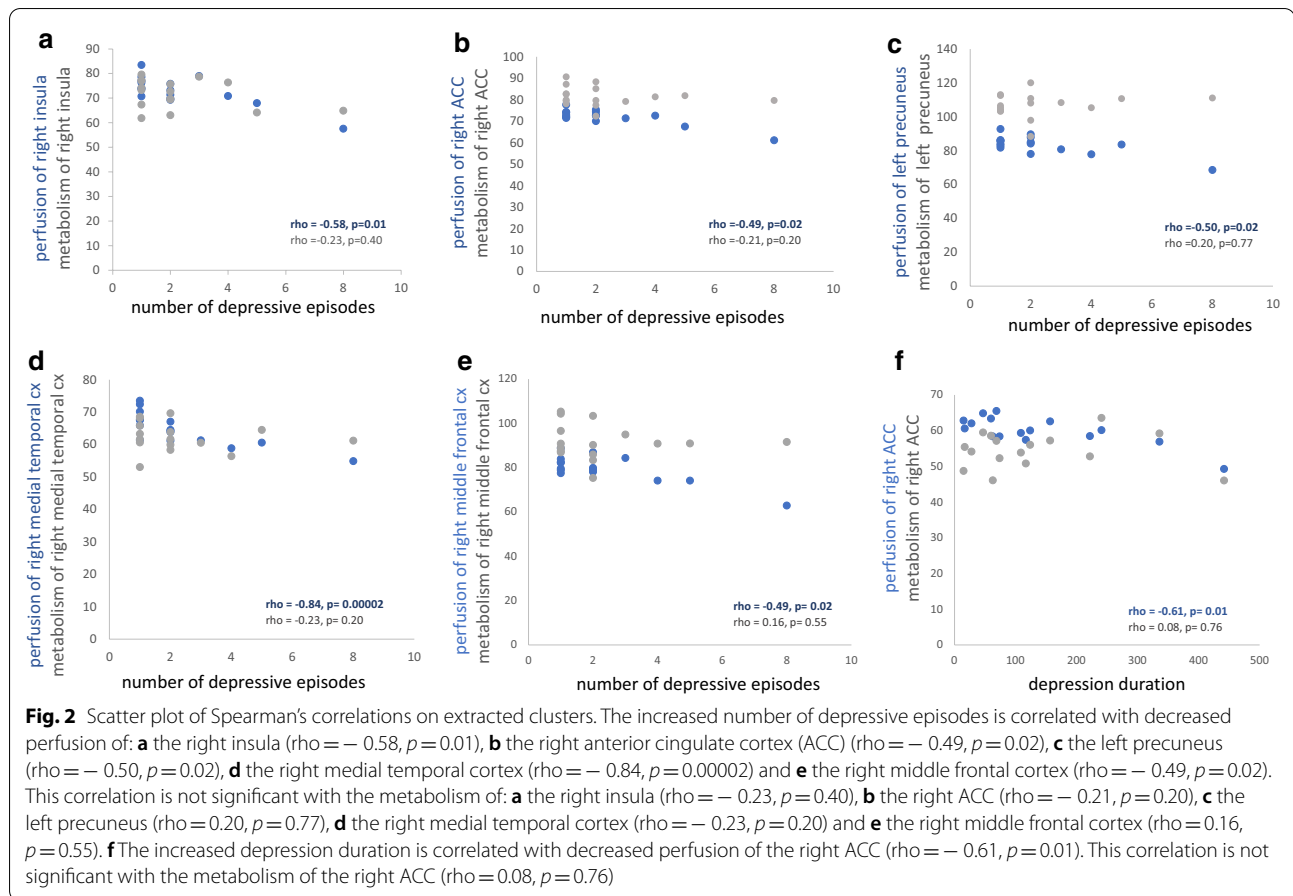 a
perfusion of right insula
metabolism of right insula
90
80
70
60
50
40
30
20
10
0
0 2 4 6 8 10
rho = -0.58, p=0.01
rho =-0.23, p=0.40
number of depressive episodes
b
perfusion of right ACC
metabolism of right ACC
100
90
80
70
60
50
40
30
20
10
0
0 2 4 6 8 10
rho =-0.49, p=0.02
rho =-0.21, p=0.20
number of depressive episodes
c
perfusion of left precuneus
metabolism of left precuneus
140
120
100
80
60
40
20
0
0 2 4 6 8 10
rho =-0.50, p=0.02
rho =0.20, p=0.77
number of depressive episodes
d
perfusion of right medial temporal cx
metabolism of right medial temporal cx
80
70
60
50
40
30
20
10
0
0 2 4 6 8 10
rho = -0.84, p= 0.00002
rho = -0.23, p= 0.20
number of depressive episodes
e
perfusion of right middle frontal cx
metabolism of right middle frontal cx
120
100
80
60
40
20
0
0 2 4 6 8 10
rho = -0.49, p= 0.02
rho = 0.16, p= 0.55
number of depressive episodes
f
perfusion of right ACC
metabolism of right ACC
70
60
50
40
30
20
10
0
0 100 200 300 400 500
rho = -0.61, p= 0.01
rho = 0.08, p= 0.76
depression duration
Fig. 2 Scatter plot of Spearman's correlations on extracted clusters. The increased number of depressive episodes is correlated with decreased
perfusion of: a the right insula (rho = − 0.58, p = 0.01), b the right anterior cingulate cortex (ACC) (rho = − 0.49, p = 0.02), c the left precuneus
(rho = − 0.50, p = 0.02), d the right medial temporal cortex (rho = − 0.84, p = 0.00002) and e the right middle frontal cortex (rho = − 0.49, p = 0.02).
This correlation is not significant with the metabolism of: a the right insula (rho = − 0.23, p = 0.40), b the right ACC (rho = − 0.21, p = 0.20), c the
left precuneus (rho = 0.20, p = 0.77), d the right medial temporal cortex (rho = − 0.23, p = 0.20) and e the right middle frontal cortex (rho = 0.16,
p = 0.55). f The increased depression duration is correlated with decreased perfusion of the right ACC (rho = − 0.61, p = 0.01). This correlation is not
significant with the metabolism of the right ACC (rho = 0.08, p = 0.76)